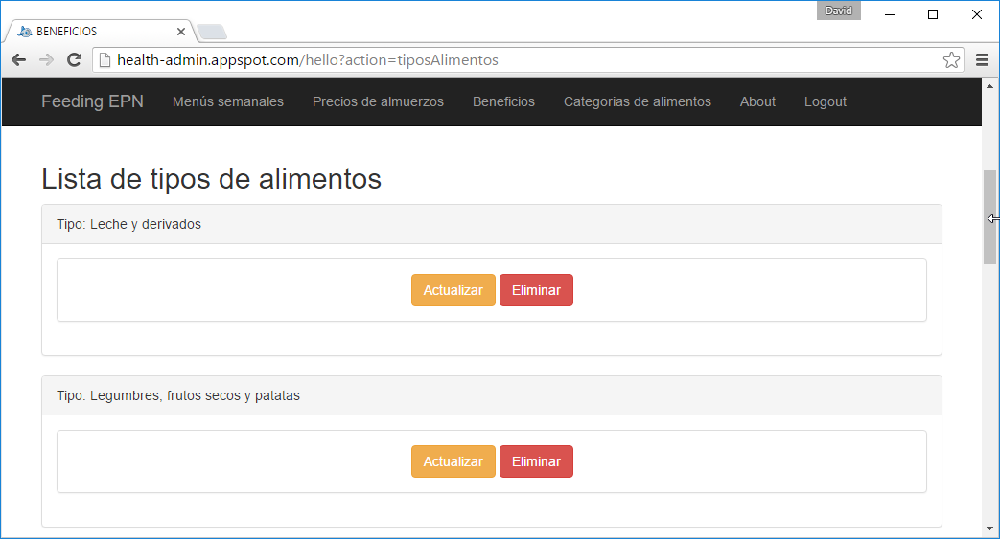 David
BENEFICIOS
health-admin.appspot.com/hello?action=tiposAlimentos
Feeding EPN Menús semanales Precios de almuerzos Beneficios Categorias de alimentos About Logout
Lista de tipos de alimentos
Tipo: Leche y derivados
Actualizar Eliminar
Tipo: Legumbres, frutos secos y patatas
Actualizar Eliminar